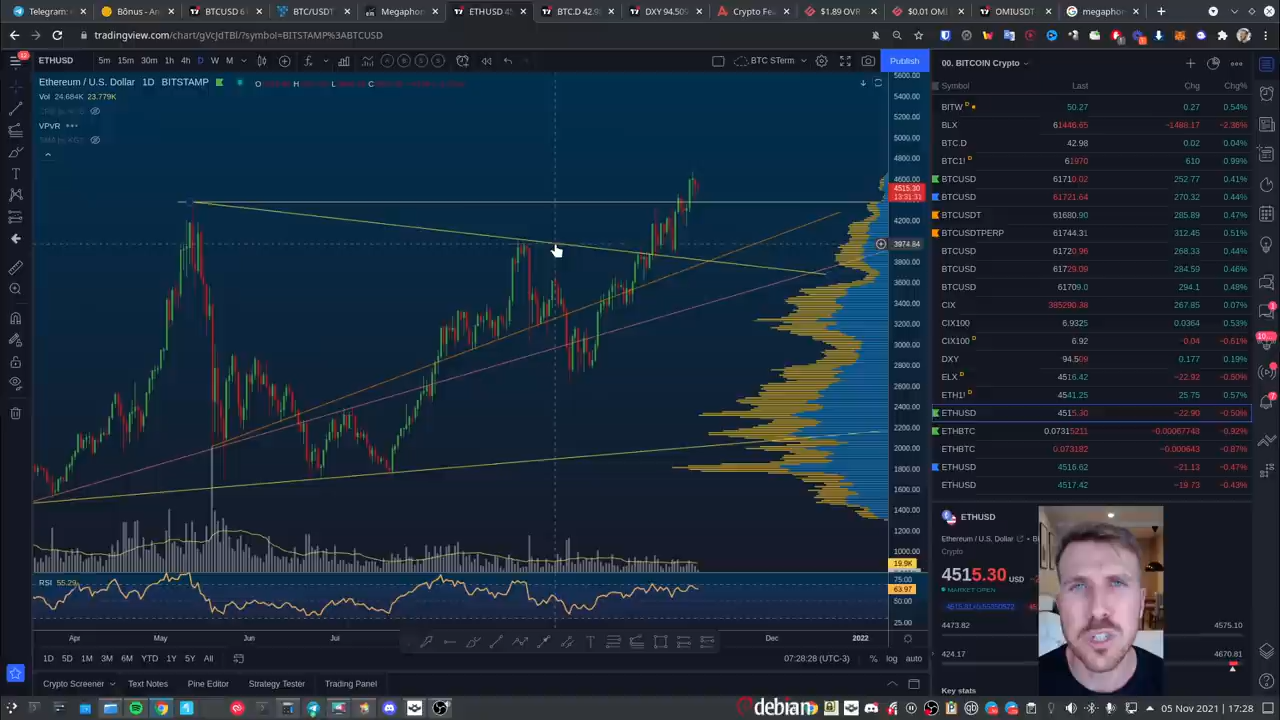 Telegram
Bônus -
BTCUSD 6
BTC/USDT
Megapho
ETHUSD 45
BTC.D 42.9
DXY 94.509
Crypto Fea
$1.89 OVR
$0.01 OMI
OMIUSDT
megaphor
tradingview.com/chart/gVcJdTBI/?symbol=BITSTAMP%3ABTCUSD
ETHUSD 5m 15m 30m 1h 4h D W M
BTC STerm
Publish
00. BITCOIN Crypto
Ethereum / U.S. Dollar 1D BITSTAMP
Vol 24.684K 23.779K
VPVR
Symbol Last Chg Chg%
BITW D 50.27 0.27 0.54%
BLX 61446.65 −1488.17 −2.36%
BTC.D 42.98 0.02 0.04%
BTC1! D 61970 610 0.99%
BTCUSD 61710.02 252.77 0.41%
BTCUSD 61721.64 270.32 0.44%
BTCUSDT 61680.90 285.89 0.47%
BTCUSDTPERP 61744.31 312.45 0.51%
BTCUSD 61720.96 268.33 0.44%
BTCUSD 61729.09 284.59 0.46%
BTCUSD 61709.0 294.1 0.48%
CIX 385290.38 267.85 0.07%
CIX100 6.9325 0.0364 0.53%
CIX100 D 6.92 −0.04 −0.61%
DXY 94.509 0.177 0.19%
ELX D 4516.42 −22.92 −0.50%
ETH1! D 4541.25 25.75 0.57%
ETHUSD 4515.30 −22.90 −0.50%
ETHBTC 0.07315211 −0.00067743 −0.92%
ETHBTC 0.073182 −0.000643 −0.87%
ETHUSD 4516.62 −21.13 −0.47%
ETHUSD 4517.42 −19.73 −0.43%
5600.00
5400.00
5200.00
5000.00
4800.00
4600.00
4515.30
13:31:31
4200.00
3974.84
3800.00
3600.00
3400.00
3200.00
3000.00
2800.00
2600.00
2400.00
2200.00
2000.00
1800.00
1600.00
1400.00
1200.00
1000.00
19.9K
RSI 55.29
75.00
63.97
50.00
25.00
Apr May Jun Jul Dec 2022
ETHUSD
Ethereum / U.S. Dollar
Crypto
4515.30 USD
MARKET OPEN
4473.82 4575.10
424.17 4670.81
Key stats
1D 5D 1M 3M 6M YTD 1Y 5Y All
07:28:28 (UTC-3) % log auto
Crypto Screener Text Notes Pine Editor Strategy Tester Trading Panel
debian
05 Nov 2021
17:28